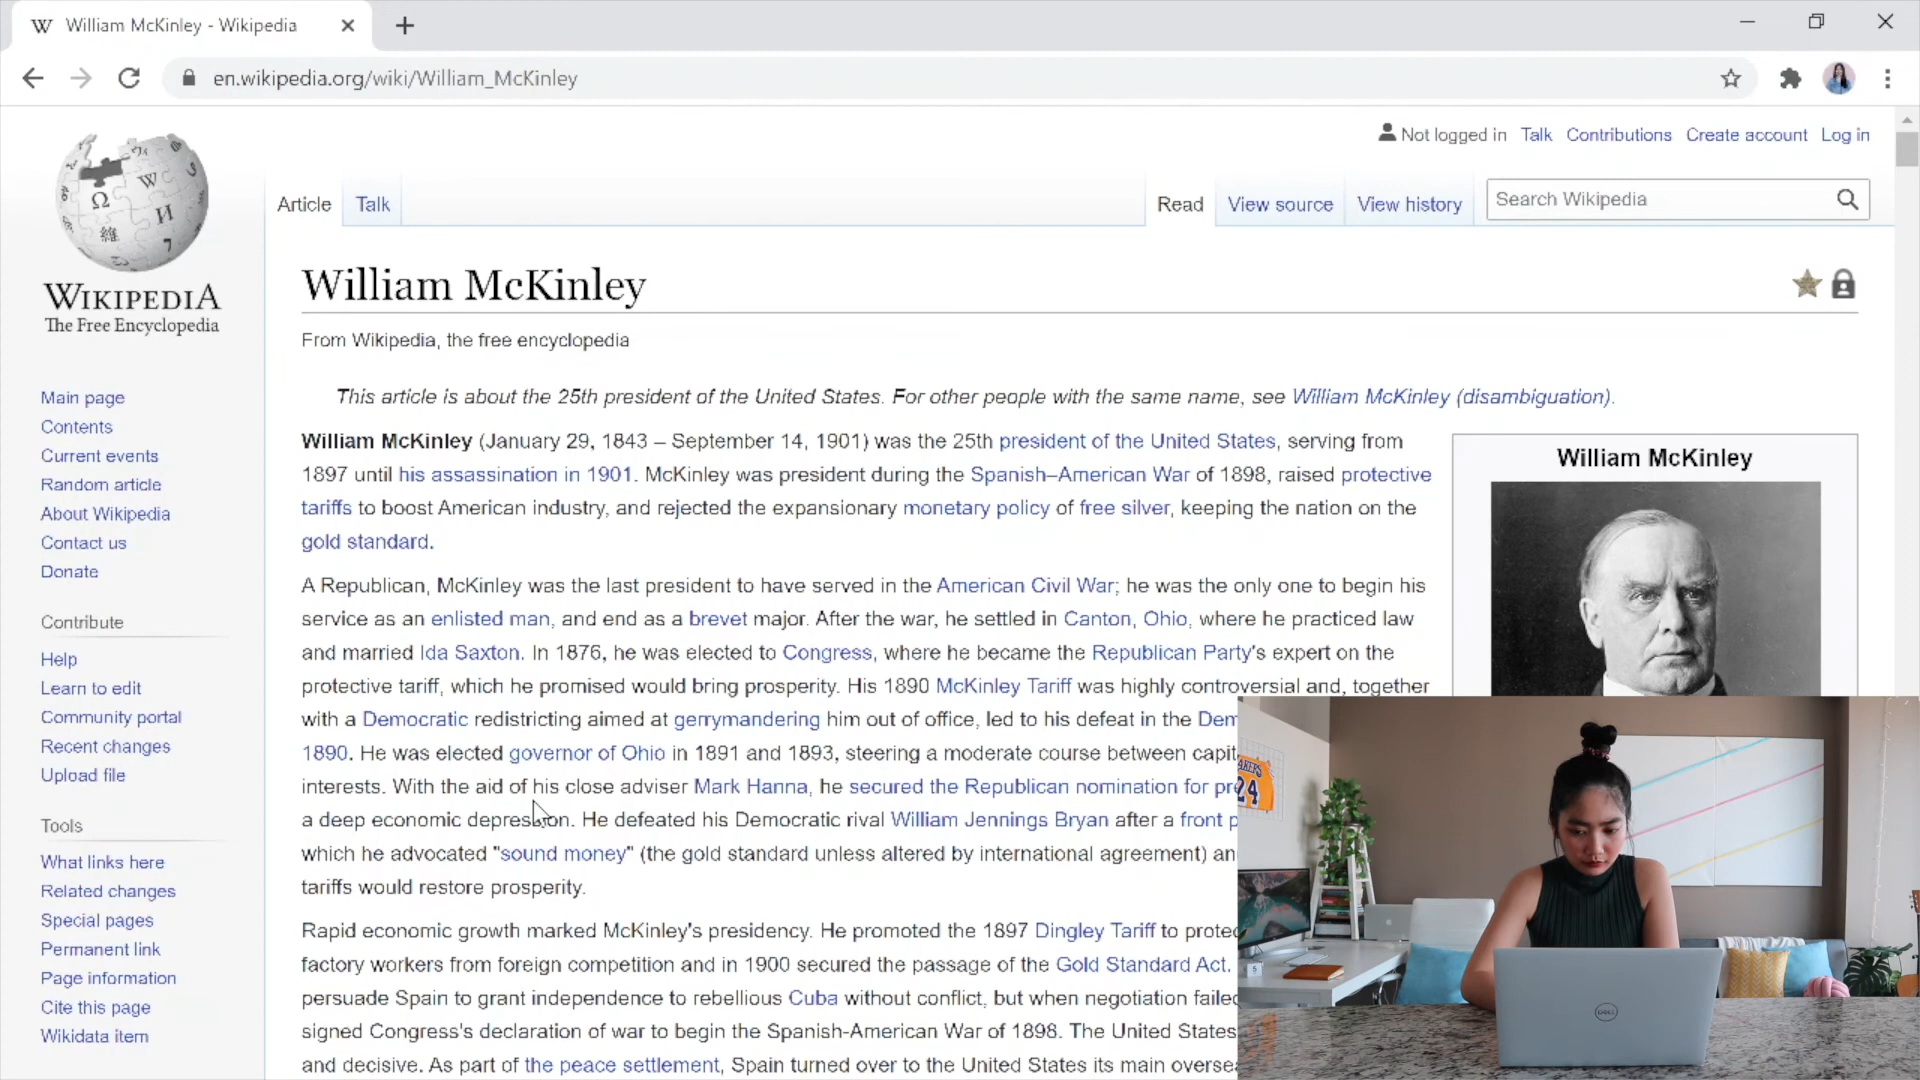 William McKinley - Wikipedia
en.wikipedia.org/wiki/William_McKinley
Not logged in Talk Contributions Create account Log in
Article Talk Read View source View history Search Wikipedia
WIKIPEDIA
The Free Encyclopedia
Main page
Contents
Current events
Random article
About Wikipedia
Contact us
Donate
Contribute
Help
Learn to edit
Community portal
Recent changes
Upload file
Tools
What links here
Related changes
Special pages
Permanent link
Page information
Cite this page
Wikidata item
William McKinley
From Wikipedia, the free encyclopedia
This article is about the 25th president of the United States. For other people with the same name, see William McKinley (disambiguation).
William McKinley (January 29, 1843 – September 14, 1901) was the 25th president of the United States, serving from
1897 until his assassination in 1901. McKinley was president during the Spanish–American War of 1898, raised protective
tariffs to boost American industry, and rejected the expansionary monetary policy of free silver, keeping the nation on the
gold standard.
A Republican, McKinley was the last president to have served in the American Civil War; he was the only one to begin his
service as an enlisted man, and end as a brevet major. After the war, he settled in Canton, Ohio, where he practiced law
and married Ida Saxton. In 1876, he was elected to Congress, where he became the Republican Party's expert on the
protective tariff, which he promised would bring prosperity. His 1890 McKinley Tariff was highly controversial and, together
with a Democratic redistricting aimed at gerrymandering him out of office, led to his defeat in the Dem
1890. He was elected governor of Ohio in 1891 and 1893, steering a moderate course between capit
interests. With the aid of his close adviser Mark Hanna, he secured the Republican nomination for pr
a deep economic depression. He defeated his Democratic rival William Jennings Bryan after a front p
which he advocated "sound money" (the gold standard unless altered by international agreement) an
tariffs would restore prosperity.
Rapid economic growth marked McKinley's presidency. He promoted the 1897 Dingley Tariff to protec
factory workers from foreign competition and in 1900 secured the passage of the Gold Standard Act.
persuade Spain to grant independence to rebellious Cuba without conflict, but when negotiation failed
signed Congress's declaration of war to begin the Spanish-American War of 1898. The United States
and decisive. As part of the peace settlement, Spain turned over to the United States its main overse
William McKinley
AKERS
24
DELL